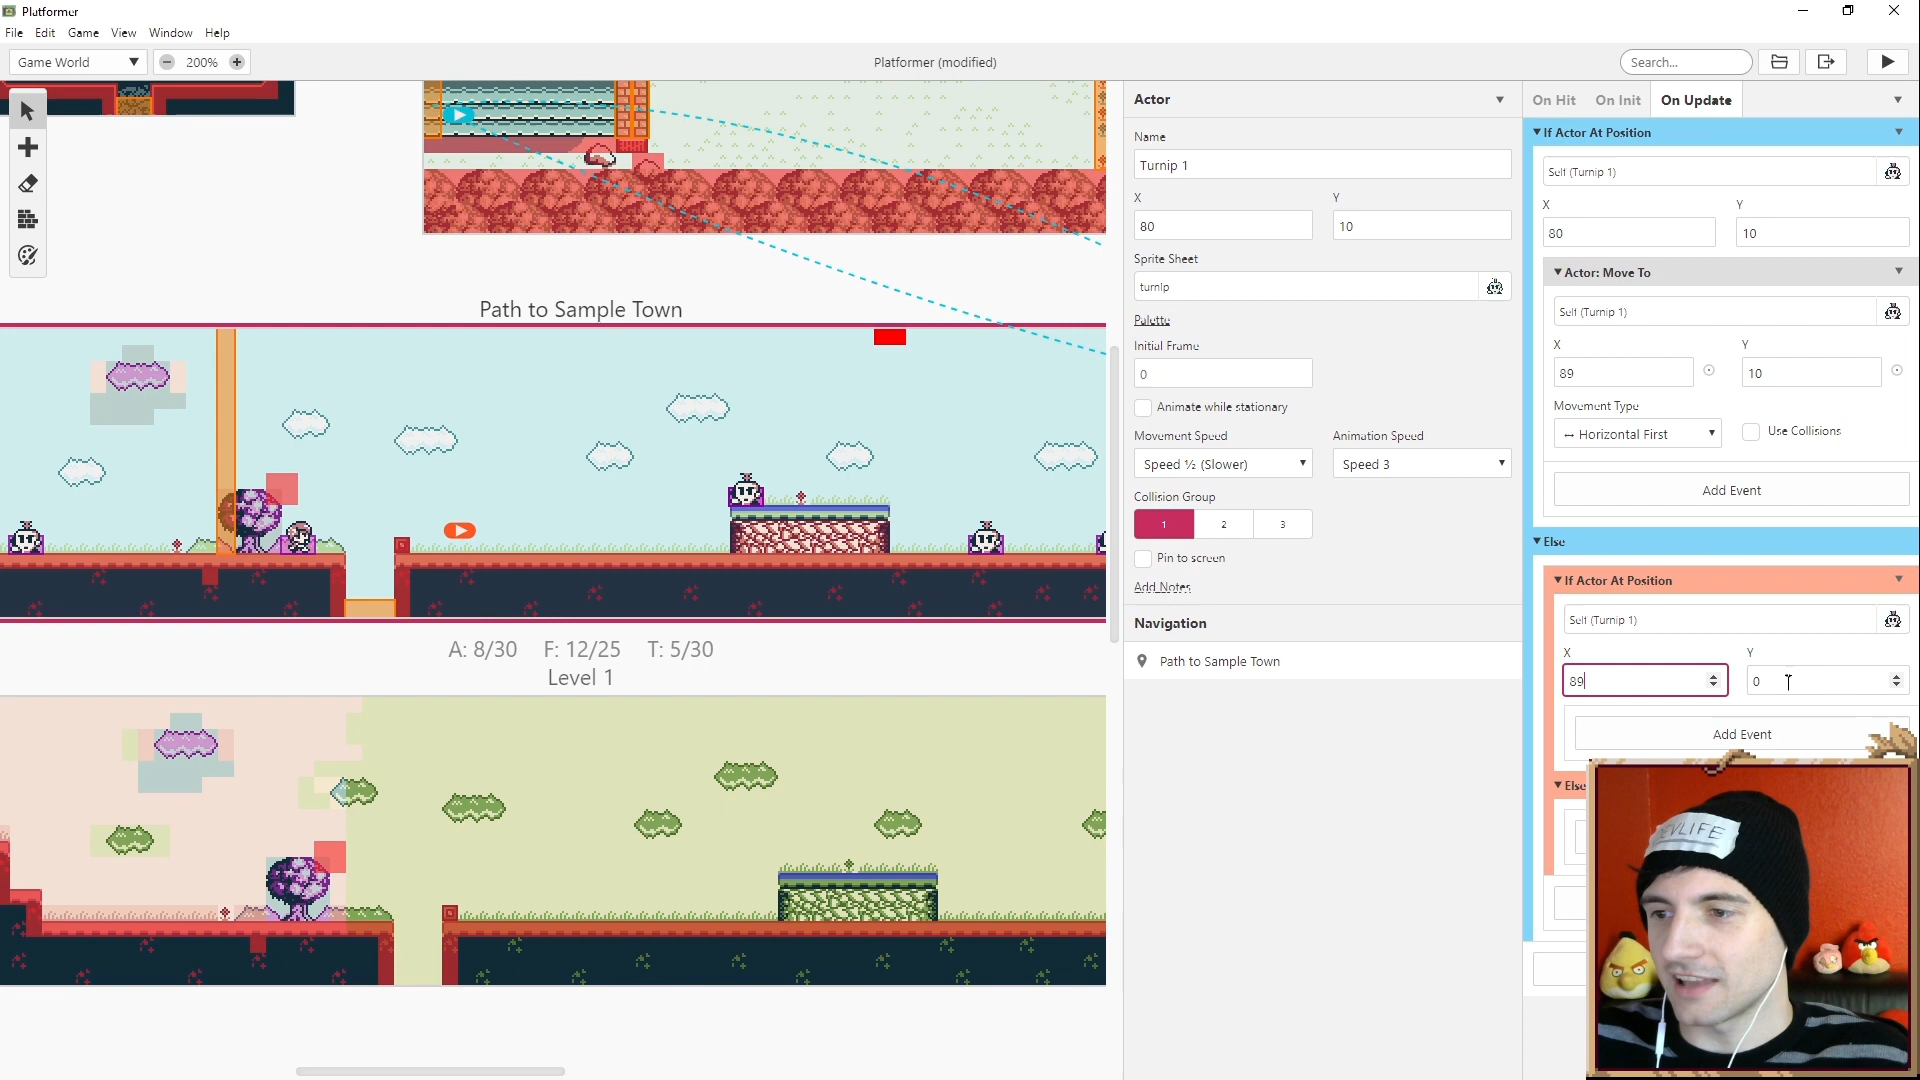 Platformer
File Edit Game View Window Help
Game World 200% Platformer (modified) Search...
Actor
Name
Turnip 1
X Y
80 10
Sprite Sheet
turnip
Palette
Initial Frame
0
Animate while stationary
Movement Speed Animation Speed
Speed ½ (Slower) Speed 3
Collision Group
1 2 3
Pin to screen
Add Notes
Navigation
Path to Sample Town
On Hit On Init On Update
If Actor At Position
Self (Turnip 1)
X Y
80 10
Actor: Move To
Self (Turnip 1)
X Y
89 10
Movement Type
Horizontal First Use Collisions
Add Event
Else
If Actor At Position
Self (Turnip 1)
X Y
89 0
Add Event
Else
Path to Sample Town
A: 8/30 F: 12/25 T: 5/30
Level 1